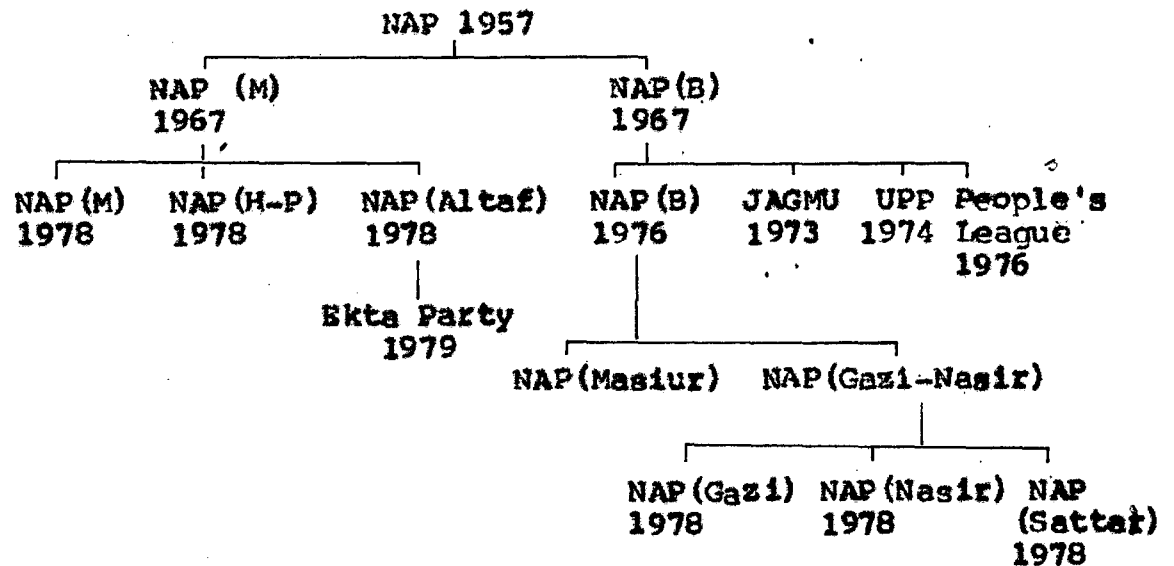 NAP 1957
NAP (M) NAP(B)
1967 1967
NAP(M) NAP(H-P) NAP(Altaf) NAP(B) JAGMU UPP People's
1978 1978 1978 1976 1973 1974 League
1976
Ekta Party
1979
NAP(Masiur) NAP(Gazi-Nasir)
NAP(Gazi) NAP(Nasir) NAP
1978 1978 (Sattar)
1978